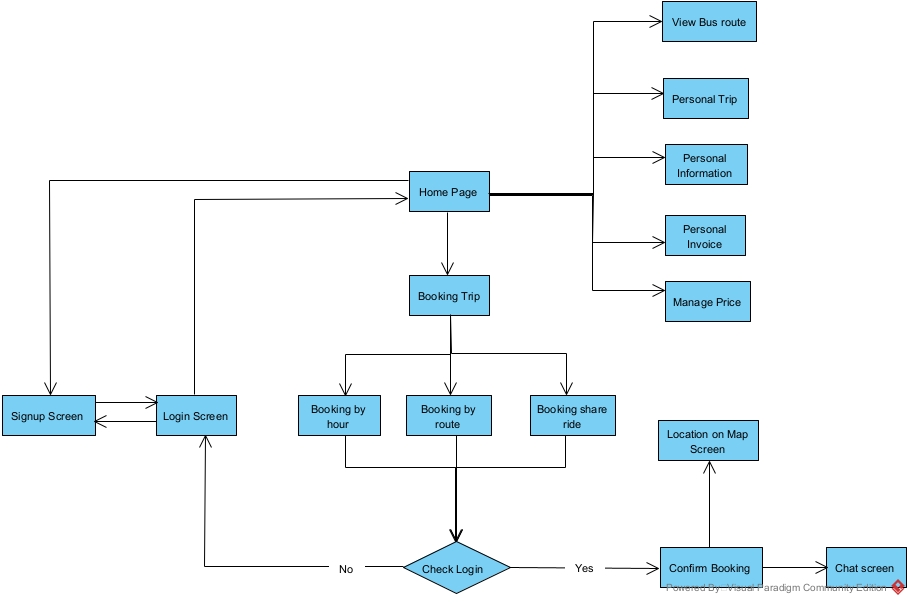 View Bus route
Personal Trip
Personal
Information
Home Page
Personal
Invoice
Booking Trip
Manage Price
Signup Screen
Login Screen
Booking by
hour
Booking by
route
Booking share
ride
Location on Map
Screen
No
Check Login
Yes
Confirm Booking
Chat screen
Powered By: Visual Paradigm Community Edition